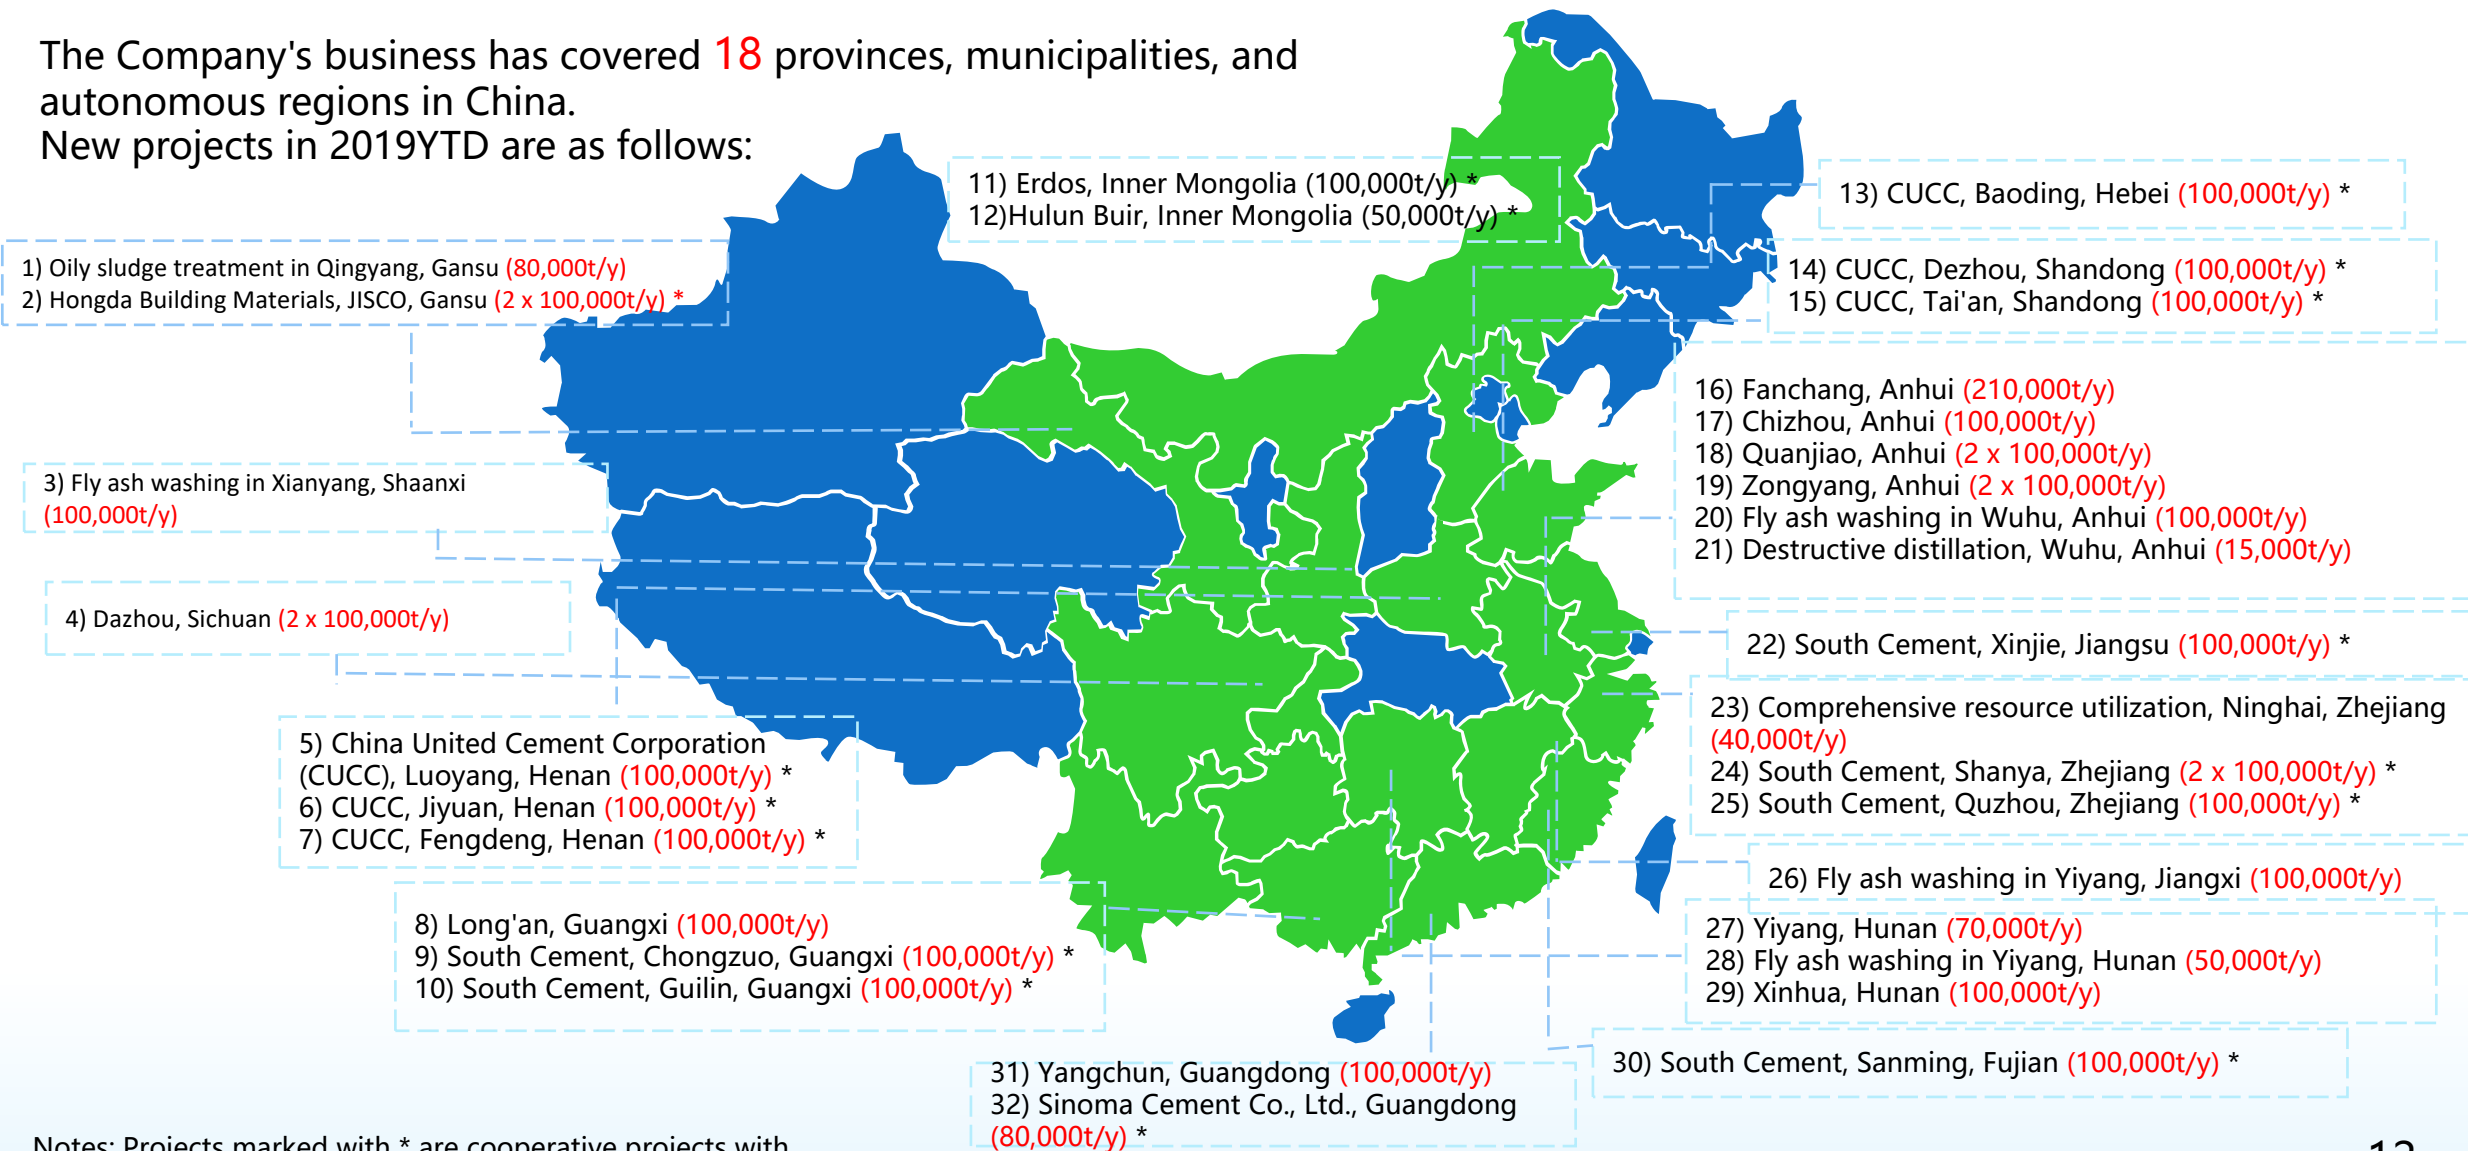 The Company's business has covered 18 provinces, municipalities, and
autonomous regions in China.
New projects in 2019YTD are as follows:
11) Erdos, Inner Mongolia (100,000t/y) *
12)Hulun Buir, Inner Mongolia (50,000t/y) *
13) CUCC, Baoding, Hebei (100,000t/y) *
1) Oily sludge treatment in Qingyang, Gansu (80,000t/y)
2) Hongda Building Materials, JISCO, Gansu (2 x 100,000t/y) *
14) CUCC, Dezhou, Shandong (100,000t/y) *
15) CUCC, Tai'an, Shandong (100,000t/y) *
16) Fanchang, Anhui (210,000t/y)
17) Chizhou, Anhui (100,000t/y)
18) Quanjiao, Anhui (2 x 100,000t/y)
19) Zongyang, Anhui (2 x 100,000t/y)
20) Fly ash washing in Wuhu, Anhui (100,000t/y)
21) Destructive distillation, Wuhu, Anhui (15,000t/y)
3) Fly ash washing in Xianyang, Shaanxi
(100,000t/y)
4) Dazhou, Sichuan (2 x 100,000t/y)
22) South Cement, Xinjie, Jiangsu (100,000t/y) *
23) Comprehensive resource utilization, Ninghai, Zhejiang
(40,000t/y)
24) South Cement, Shanya, Zhejiang (2 x 100,000t/y) *
25) South Cement, Quzhou, Zhejiang (100,000t/y) *
5) China United Cement Corporation
(CUCC), Luoyang, Henan (100,000t/y) *
6) CUCC, Jiyuan, Henan (100,000t/y) *
7) CUCC, Fengdeng, Henan (100,000t/y) *
26) Fly ash washing in Yiyang, Jiangxi (100,000t/y)
8) Long'an, Guangxi (100,000t/y)
9) South Cement, Chongzuo, Guangxi (100,000t/y) *
10) South Cement, Guilin, Guangxi (100,000t/y) *
27) Yiyang, Hunan (70,000t/y)
28) Fly ash washing in Yiyang, Hunan (50,000t/y)
29) Xinhua, Hunan (100,000t/y)
30) South Cement, Sanming, Fujian (100,000t/y) *
31) Yangchun, Guangdong (100,000t/y)
32) Sinoma Cement Co., Ltd., Guangdong
(80,000t/y) *
Notes: Projects marked with * are cooperative projects with